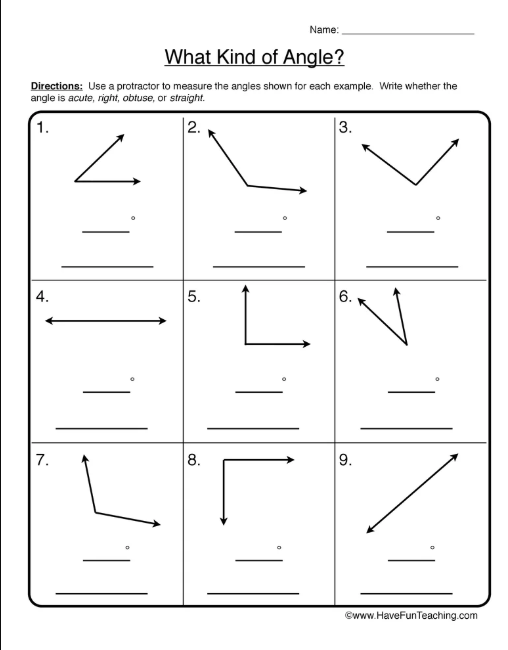 Name: ____________________
What Kind of Angle?
Directions: Use a protractor to measure the angles shown for each example. Write whether the
angle is acute, right, obtuse, or straight.
1. 2. 3.
° ° °
4. 5. 6.
° ° °
7. 8. 9.
° ° °
©www.HaveFunTeaching.com